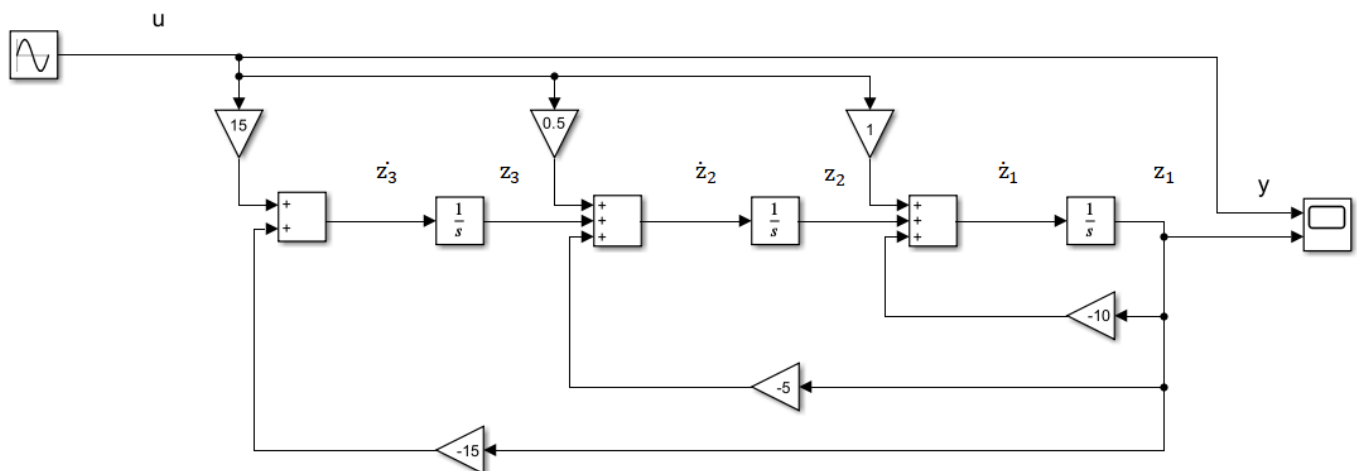 u
15
0.5
1
ż₃
z₃
ż₂
z₂
ż₁
z₁
y
+
+
1
s
+
+
+
1
s
+
+
+
1
s
-10
-5
-15